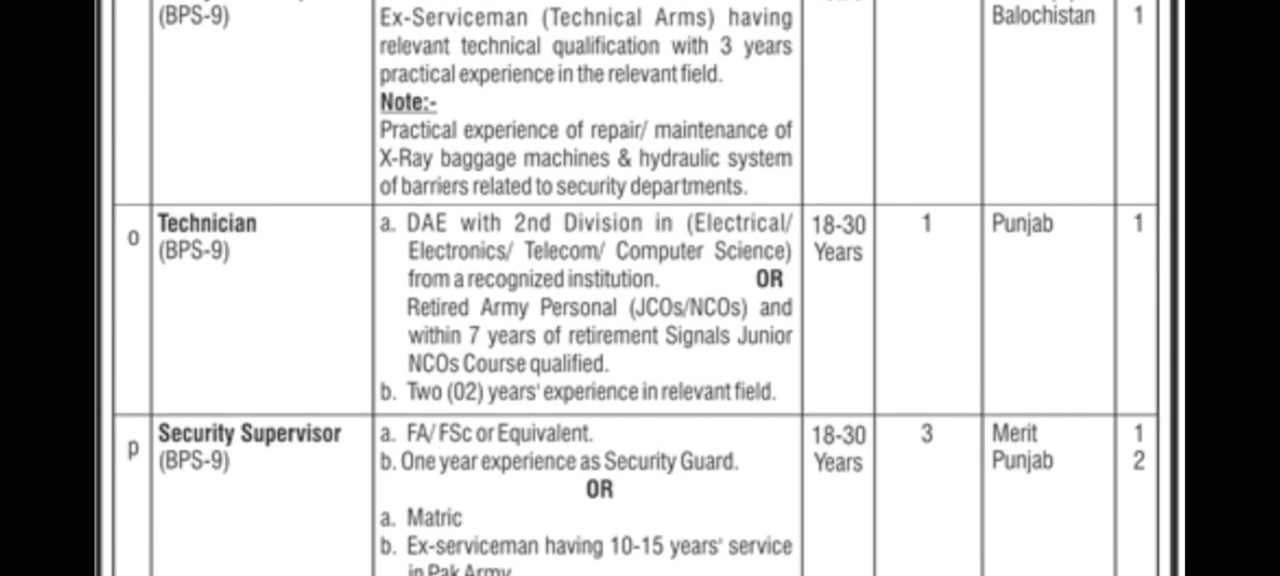 (BPS-9)
Ex-Serviceman (Technical Arms) having
relevant technical qualification with 3 years
practical experience in the relevant field.
Note:-
Practical experience of repair/ maintenance of
X-Ray baggage machines & hydraulic system
of barriers related to security departments.
Balochistan 1
o
Technician
(BPS-9)
a. DAE with 2nd Division in (Electrical/
Electronics/ Telecom/ Computer Science)
from a recognized institution. OR
Retired Army Personal (JCOs/NCOs) and
within 7 years of retirement Signals Junior
NCOs Course qualified.
b. Two (02) years' experience in relevant field.
18-30
Years
1
Punjab 1
p
Security Supervisor
(BPS-9)
a. FA/ FSc or Equivalent.
b. One year experience as Security Guard.
OR
a. Matric
b. Ex-serviceman having 10-15 years' service
in Pak Army
18-30
Years
3
Merit 1
Punjab 2